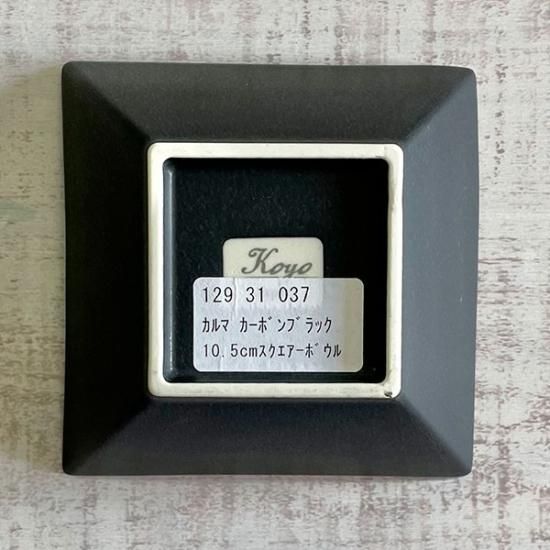 Koyo
129 31 037
ｶﾙﾏ ｶｰﾎﾞﾝﾌﾞﾗｯｸ
10.5cmｽｸｴｱｰﾎﾞｳﾙ